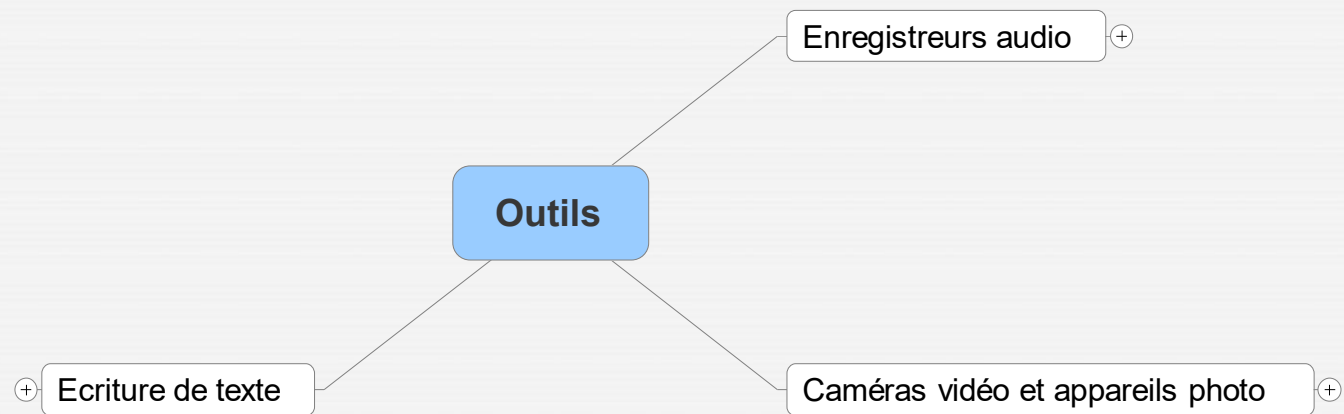 Enregistreurs audio
Outils
Ecriture de texte
Caméras vidéo et appareils photo